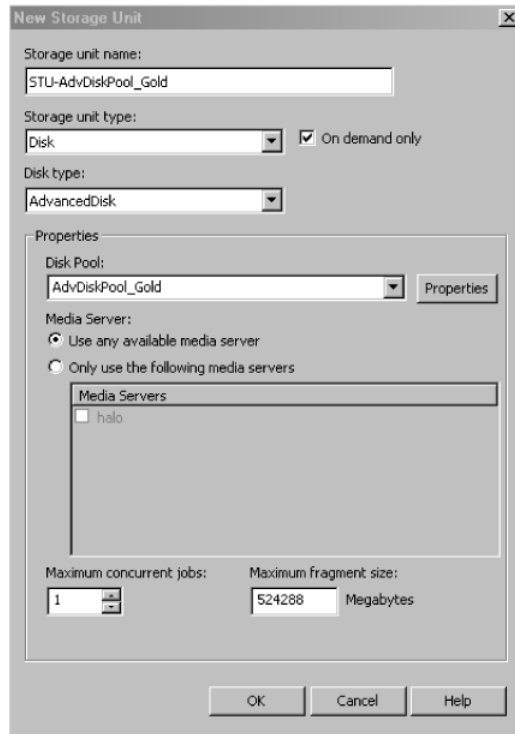 New Storage Unit
Storage unit name:
STU-AdvDiskPool_Gold
Storage unit type:
Disk
On demand only
Disk type:
AdvancedDisk
Properties
Disk Pool:
AdvDiskPool_Gold
Properties
Media Server:
Use any available media server
Only use the following media servers
Media Servers
halo
Maximum concurrent jobs: Maximum fragment size:
1 524288 Megabytes
OK Cancel Help